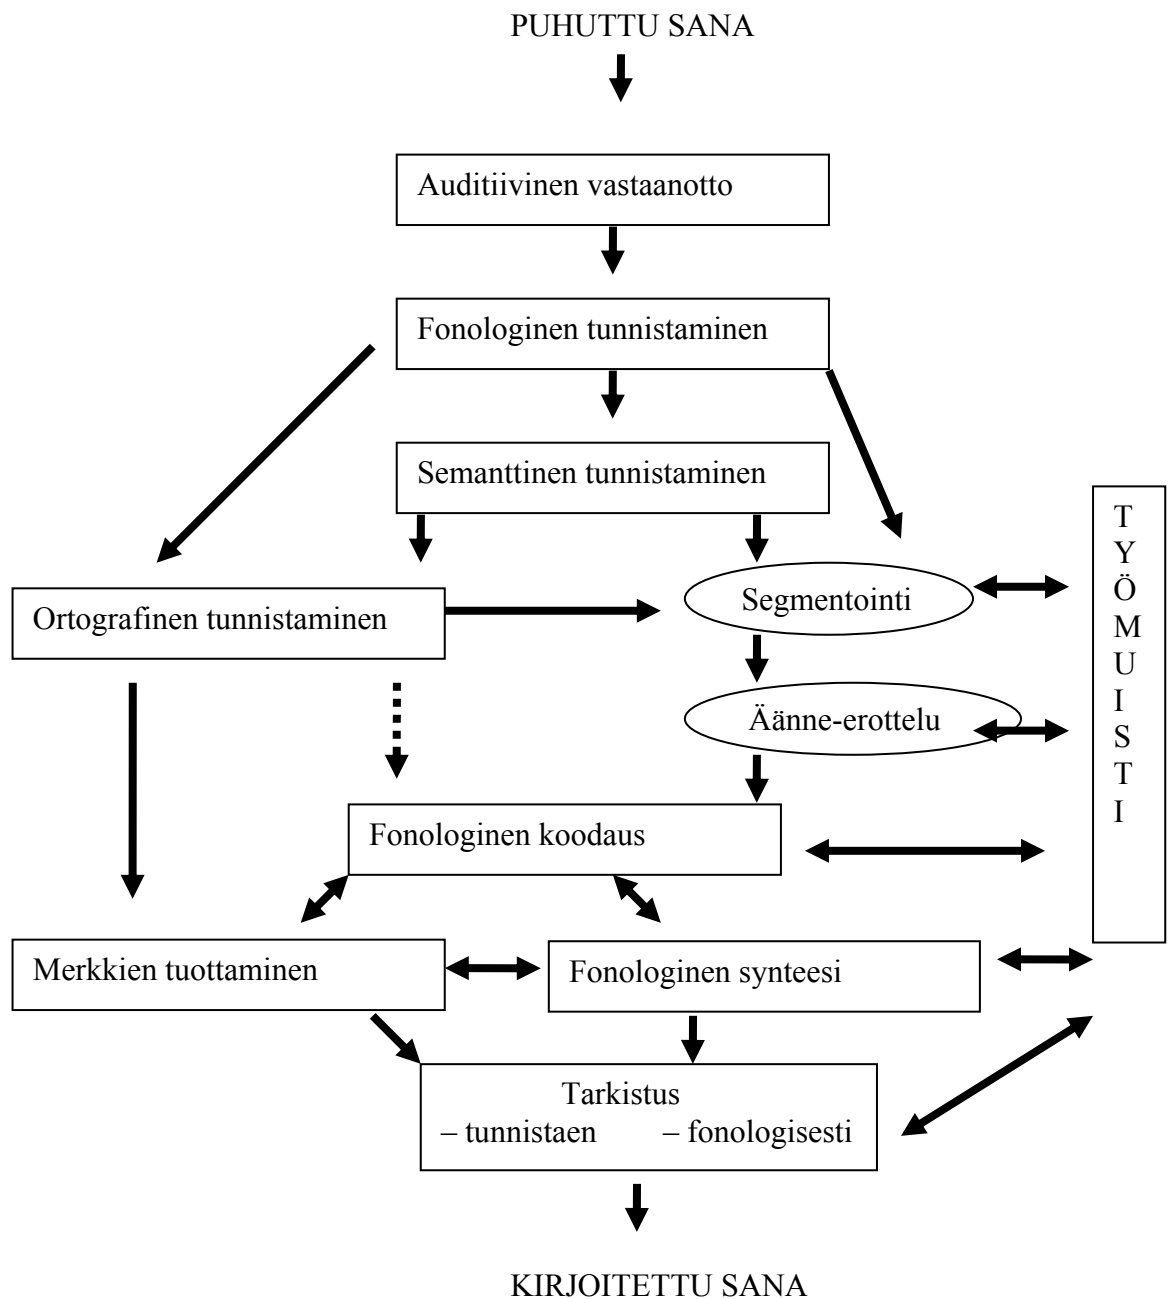 PUHUTTU SANA
Auditiivinen vastaanotto
Fonologinen tunnistaminen
Semanttinen tunnistaminen
Ortografinen tunnistaminen
Segmentointi
Äänne-erottelu
T
Y
Ö
M
U
I
S
T
I
Fonologinen koodaus
Merkkien tuottaminen
Fonologinen synteesi
Tarkistus
– tunnistaen – fonologisesti
KIRJOITETTU SANA